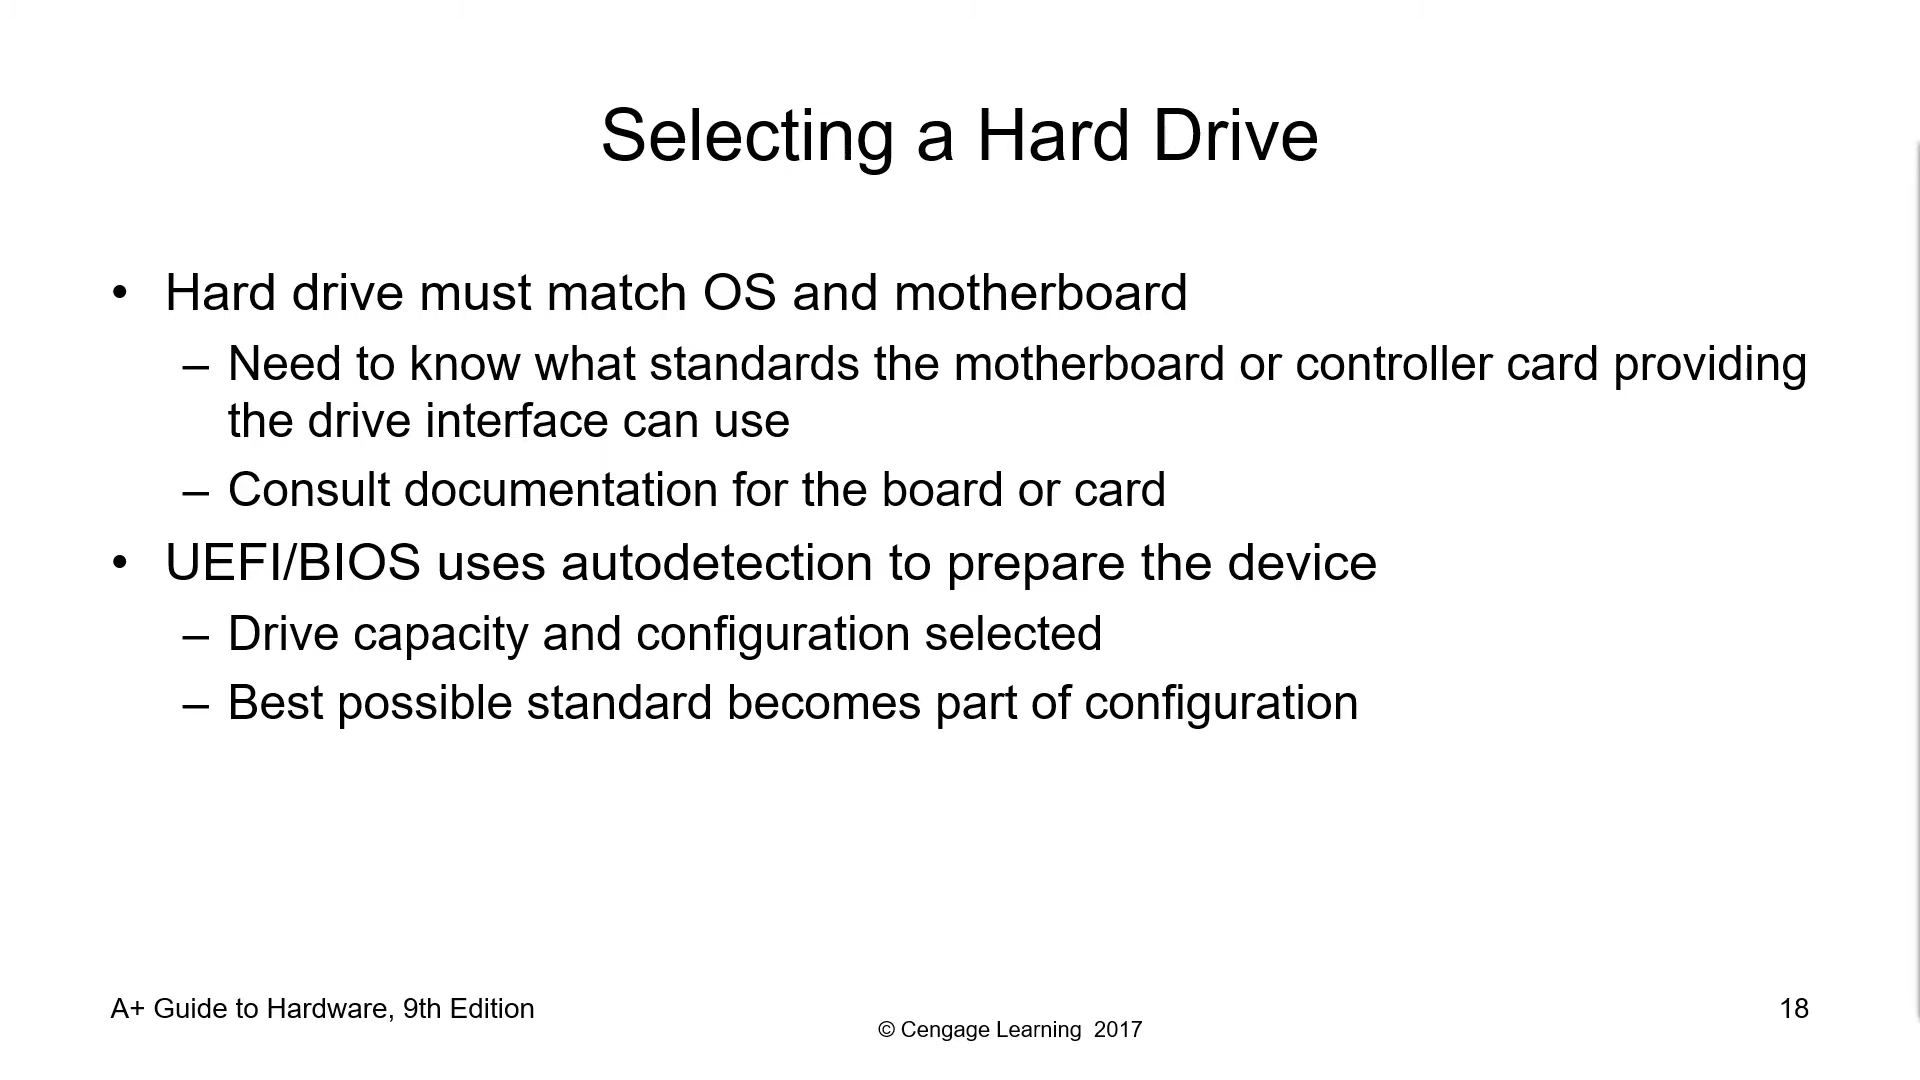 Selecting a Hard Drive
• Hard drive must match OS and motherboard
– Need to know what standards the motherboard or controller card providing
the drive interface can use
– Consult documentation for the board or card
• UEFI/BIOS uses autodetection to prepare the device
– Drive capacity and configuration selected
– Best possible standard becomes part of configuration
A+ Guide to Hardware, 9th Edition
© Cengage Learning 2017
18